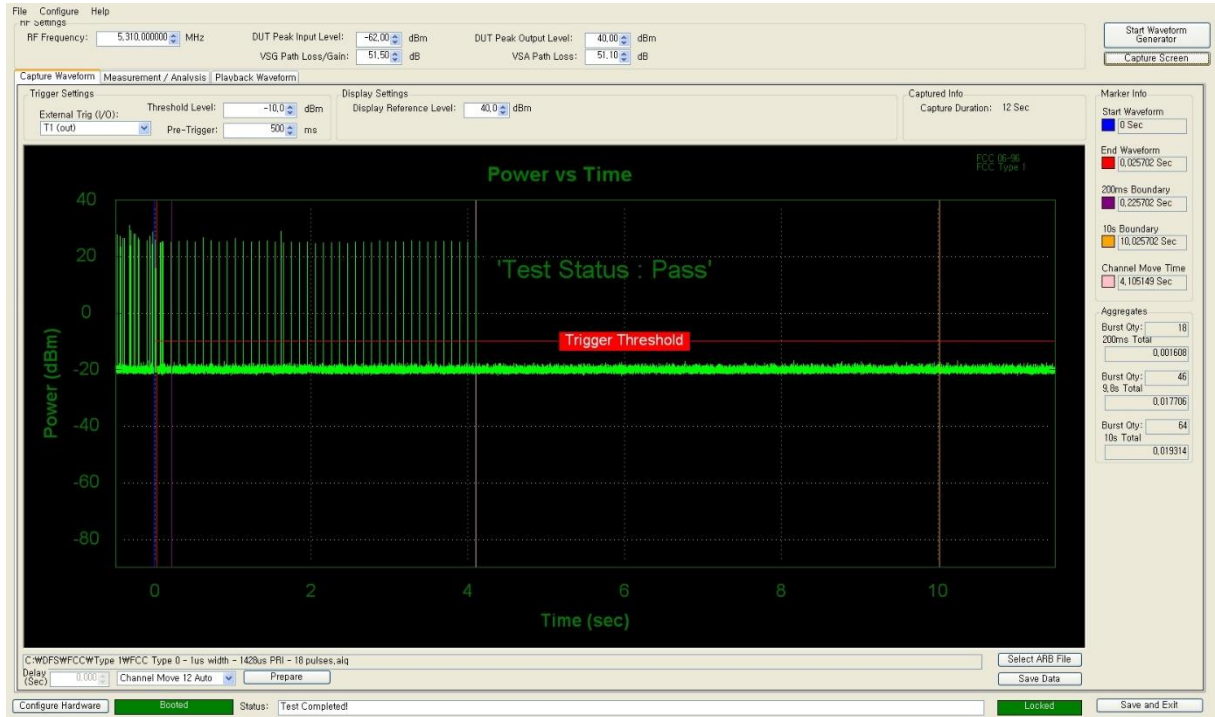 File Configure Help
RF Settings
RF Frequency: 5,310,000000 MHz
DUT Peak Input Level: -62,00 dBm
DUT Peak Output Level: 40,00 dBm
VSG Path Loss/Gain: 51,50 dB
VSA Path Loss: 51,10 dB
Start Waveform Generator
Capture Screen
Capture Waveform Measurement / Analysis Playback Waveform
Trigger Settings
External Trig (I/O):
T1 (out)
Threshold Level: -10,0 dBm
Pre-Trigger: 500 ms
Display Settings
Display Reference Level: 40,0 dBm
Captured Info
Capture Duration: 12 Sec
Marker Info
Start Waveform
0 Sec
End Waveform
0,025702 Sec
200ms Boundary
0,225702 Sec
10s Boundary
10,025702 Sec
Channel Move Time
4,105149 Sec
Aggregates
Burst Qty: 18
200ms Total
0,001608
Burst Qty: 46
9,8s Total
0,017706
Burst Qty: 64
10s Total
0,019314
Power vs Time
FCC 06-96
FCC Type 1
'Test Status : Pass'
Trigger Threshold
Power (dBm)
40
20
0
-20
-40
-60
-80
0 2 4 6 8 10
Time (sec)
C:₩DFS₩FCC₩Type 1₩FCC Type 0 - 1us width - 1428us PRI - 18 pulses,aiq
Select ARB File
Delay (Sec) 0,000 Channel Move 12 Auto Prepare
Save Data
Configure Hardware Booted Status: Test Completed! Locked Save and Exit